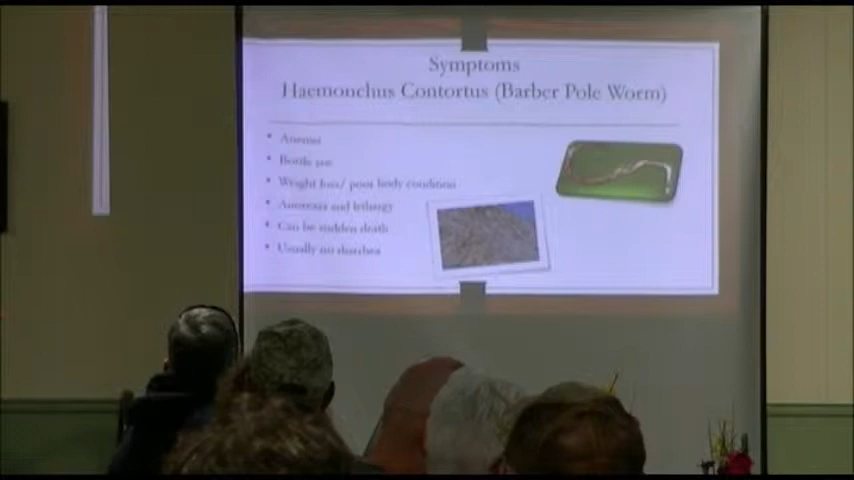 Symptoms
Haemonchus Contortus (Barber Pole Worm)
• Anemia
• Bottle jaw
• Weight loss/ poor body condition
• Anorexia and lethargy
• Can be sudden death
• Usually no diarrhea